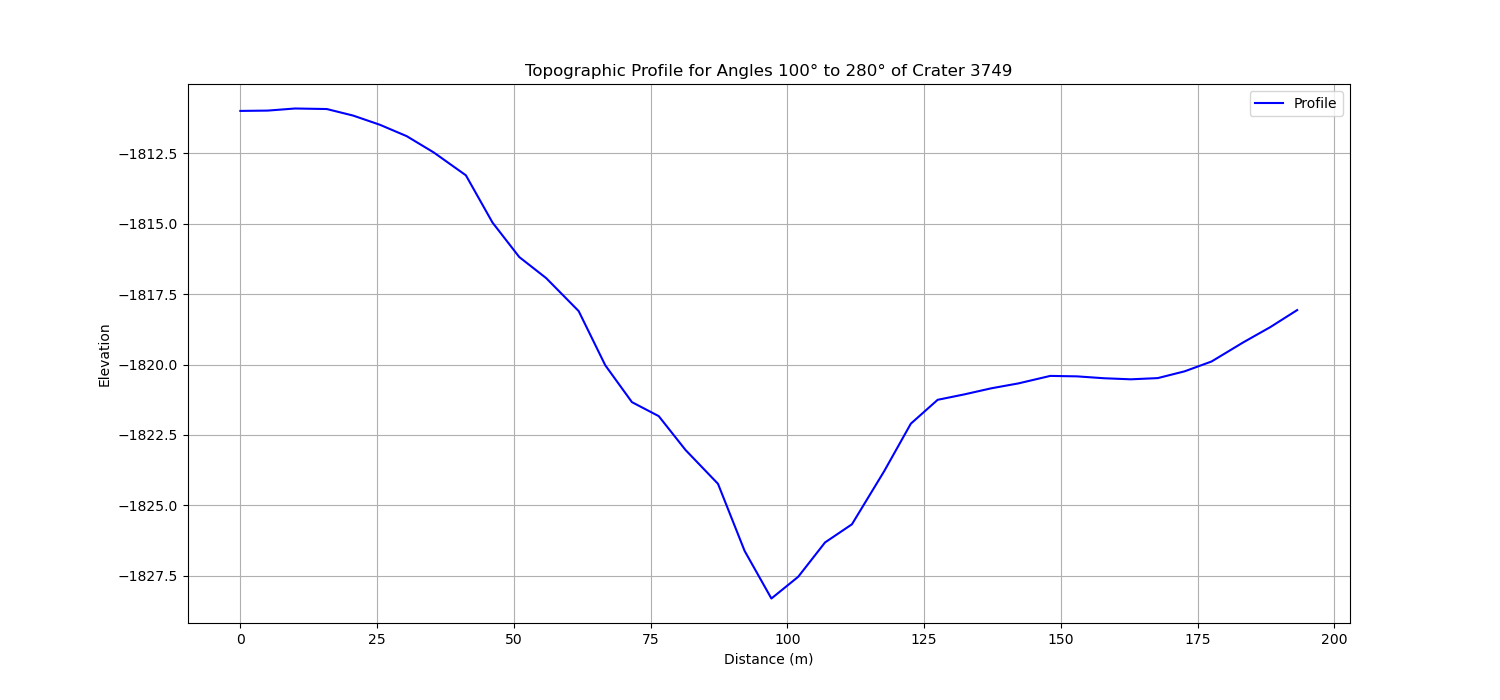 Topographic Profile for Angles 100° to 280° of Crater 3749
Profile
−1812.5
−1815.0
−1817.5
−1820.0
−1822.5
−1825.0
−1827.5
Elevation
0 25 50 75 100 125 150 175 200
Distance (m)